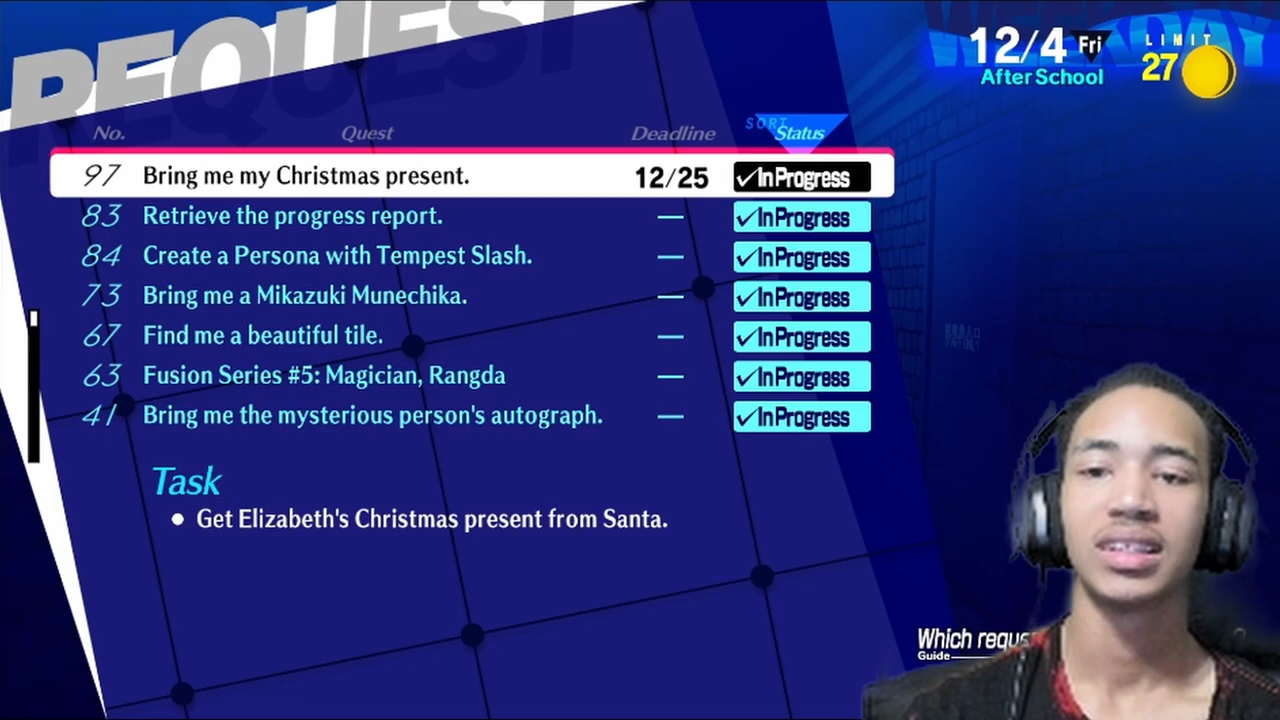 REQUEST
WEEKDAY
12/4 Fri
LIMIT
After School
27
No. Quest Deadline SORT Status
97 Bring me my Christmas present. 12/25 In Progress
83 Retrieve the progress report. — In Progress
84 Create a Persona with Tempest Slash. — In Progress
73 Bring me a Mikazuki Munechika. — In Progress
67 Find me a beautiful tile. — In Progress
63 Fusion Series #5: Magician, Rangda — In Progress
41 Bring me the mysterious person's autograph. — In Progress
Task
• Get Elizabeth's Christmas present from Santa.
Which
Guide